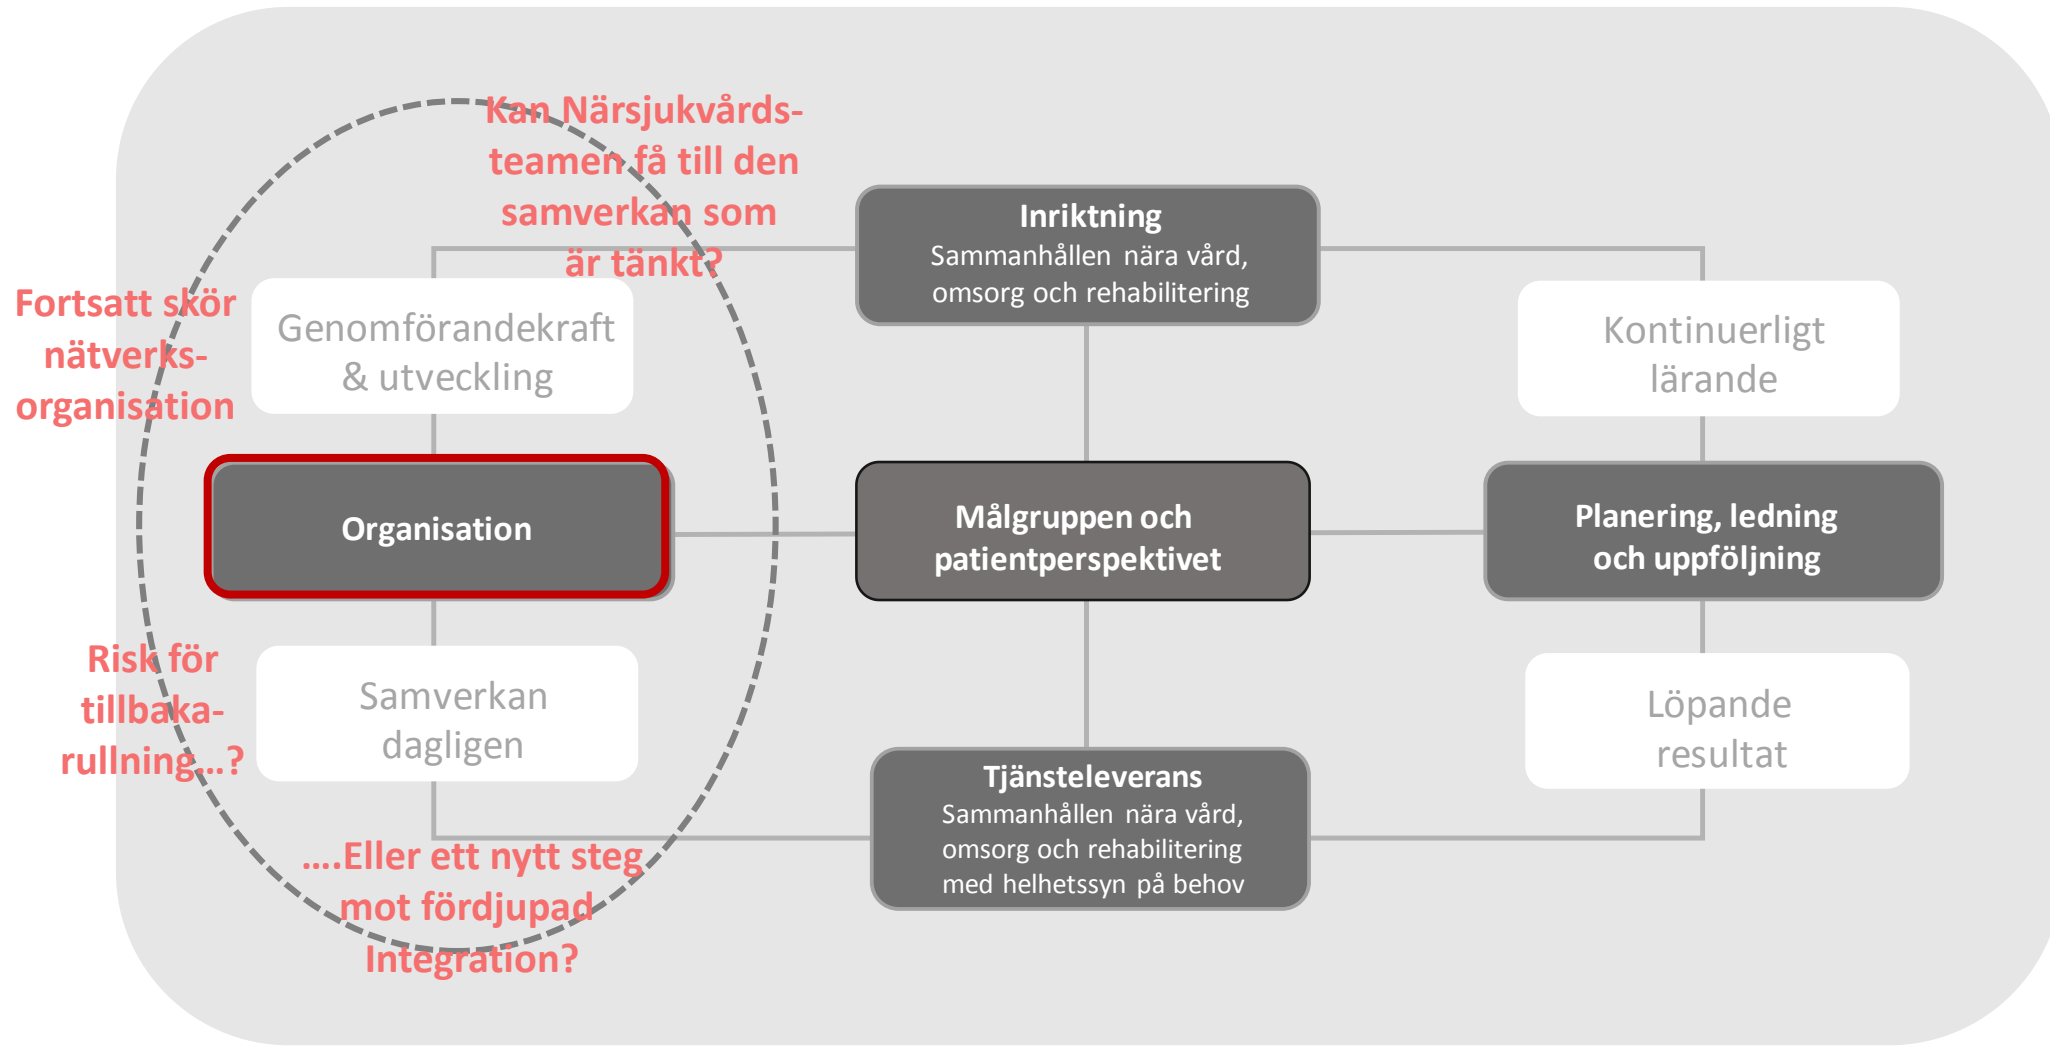 Kan Närsjukvårds-
teamen få till den
samverkan som
är tänkt?
Fortsatt skör
nätverks-
organisation
Genomförandekraft
& utveckling
Inriktning
Sammanhållen nära vård,
omsorg och rehabilitering
Kontinuerligt
lärande
Organisation
Målgruppen och
patientperspektivet
Planering, ledning
och uppföljning
Risk för
tillbaka-
rullning...?
Samverkan
dagligen
Tjänsteleverans
Sammanhållen nära vård,
omsorg och rehabilitering
med helhetssyn på behov
Löpande
resultat
....Eller ett nytt steg
mot fördjupad
Integration?